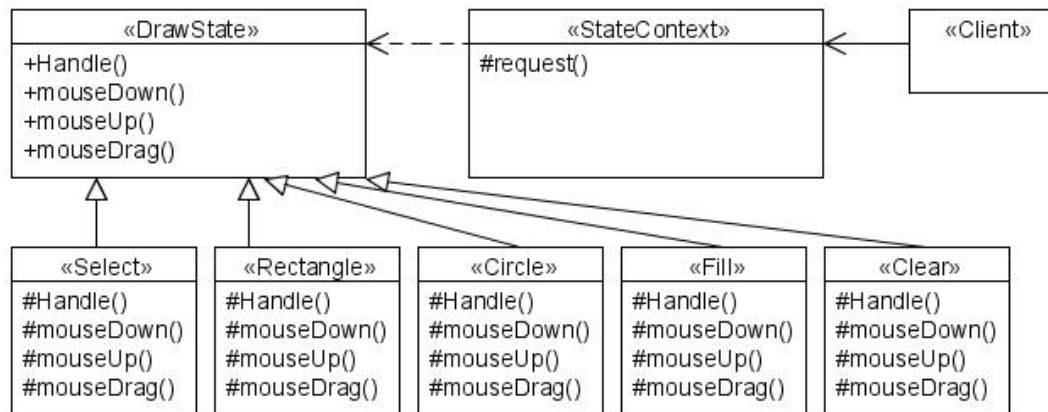 «DrawState»
+Handle()
+mouseDown()
+mouseUp()
+mouseDrag()
«StateContext»
#request()
«Client»
«Select»
#Handle()
#mouseDown()
#mouseUp()
#mouseDrag()
«Rectangle»
#Handle()
#mouseDown()
#mouseUp()
#mouseDrag()
«Circle»
#Handle()
#mouseDown()
#mouseUp()
#mouseDrag()
«Fill»
#Handle()
#mouseDown()
#mouseUp()
#mouseDrag()
«Clear»
#Handle()
#mouseDown()
#mouseUp()
#mouseDrag()